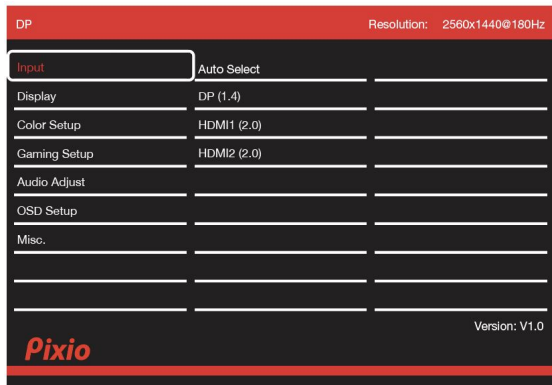 DP Resolution: 2560x1440@180Hz
Input Auto Select
Display DP (1.4)
Color Setup HDMI1 (2.0)
Gaming Setup HDMI2 (2.0)
Audio Adjust
OSD Setup
Misc.
Version: V1.0
Pixio